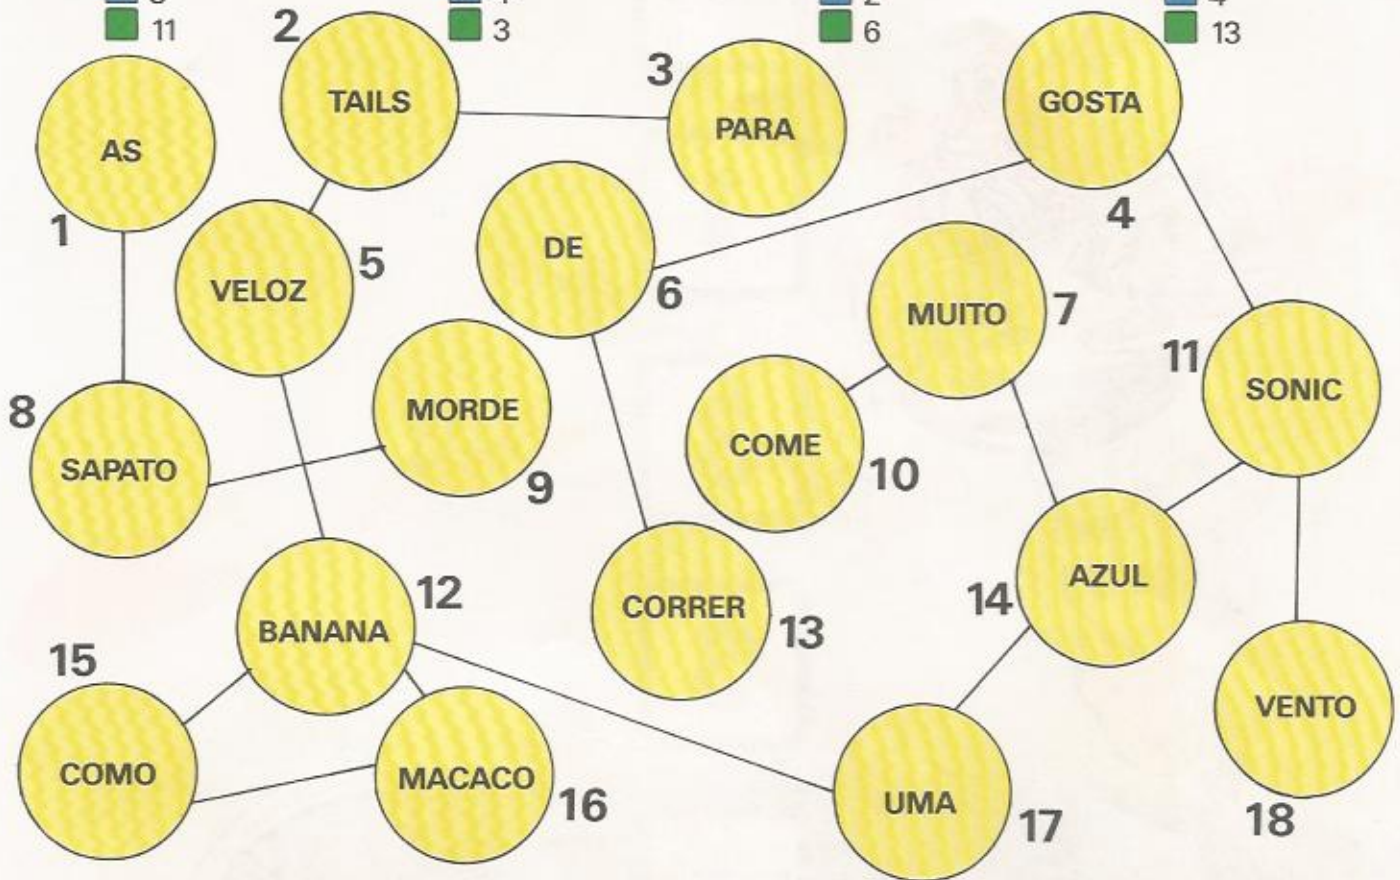 11
3
6
13
2
TAILS
3
PARA
GOSTA
4
AS
1
VELOZ
5
DE
6
MUITO
7
11
SONIC
8
SAPATO
MORDE
9
COME
10
BANANA
12
CORRER
13
14
AZUL
15
COMO
MACACO
16
UMA
17
VENTO
18